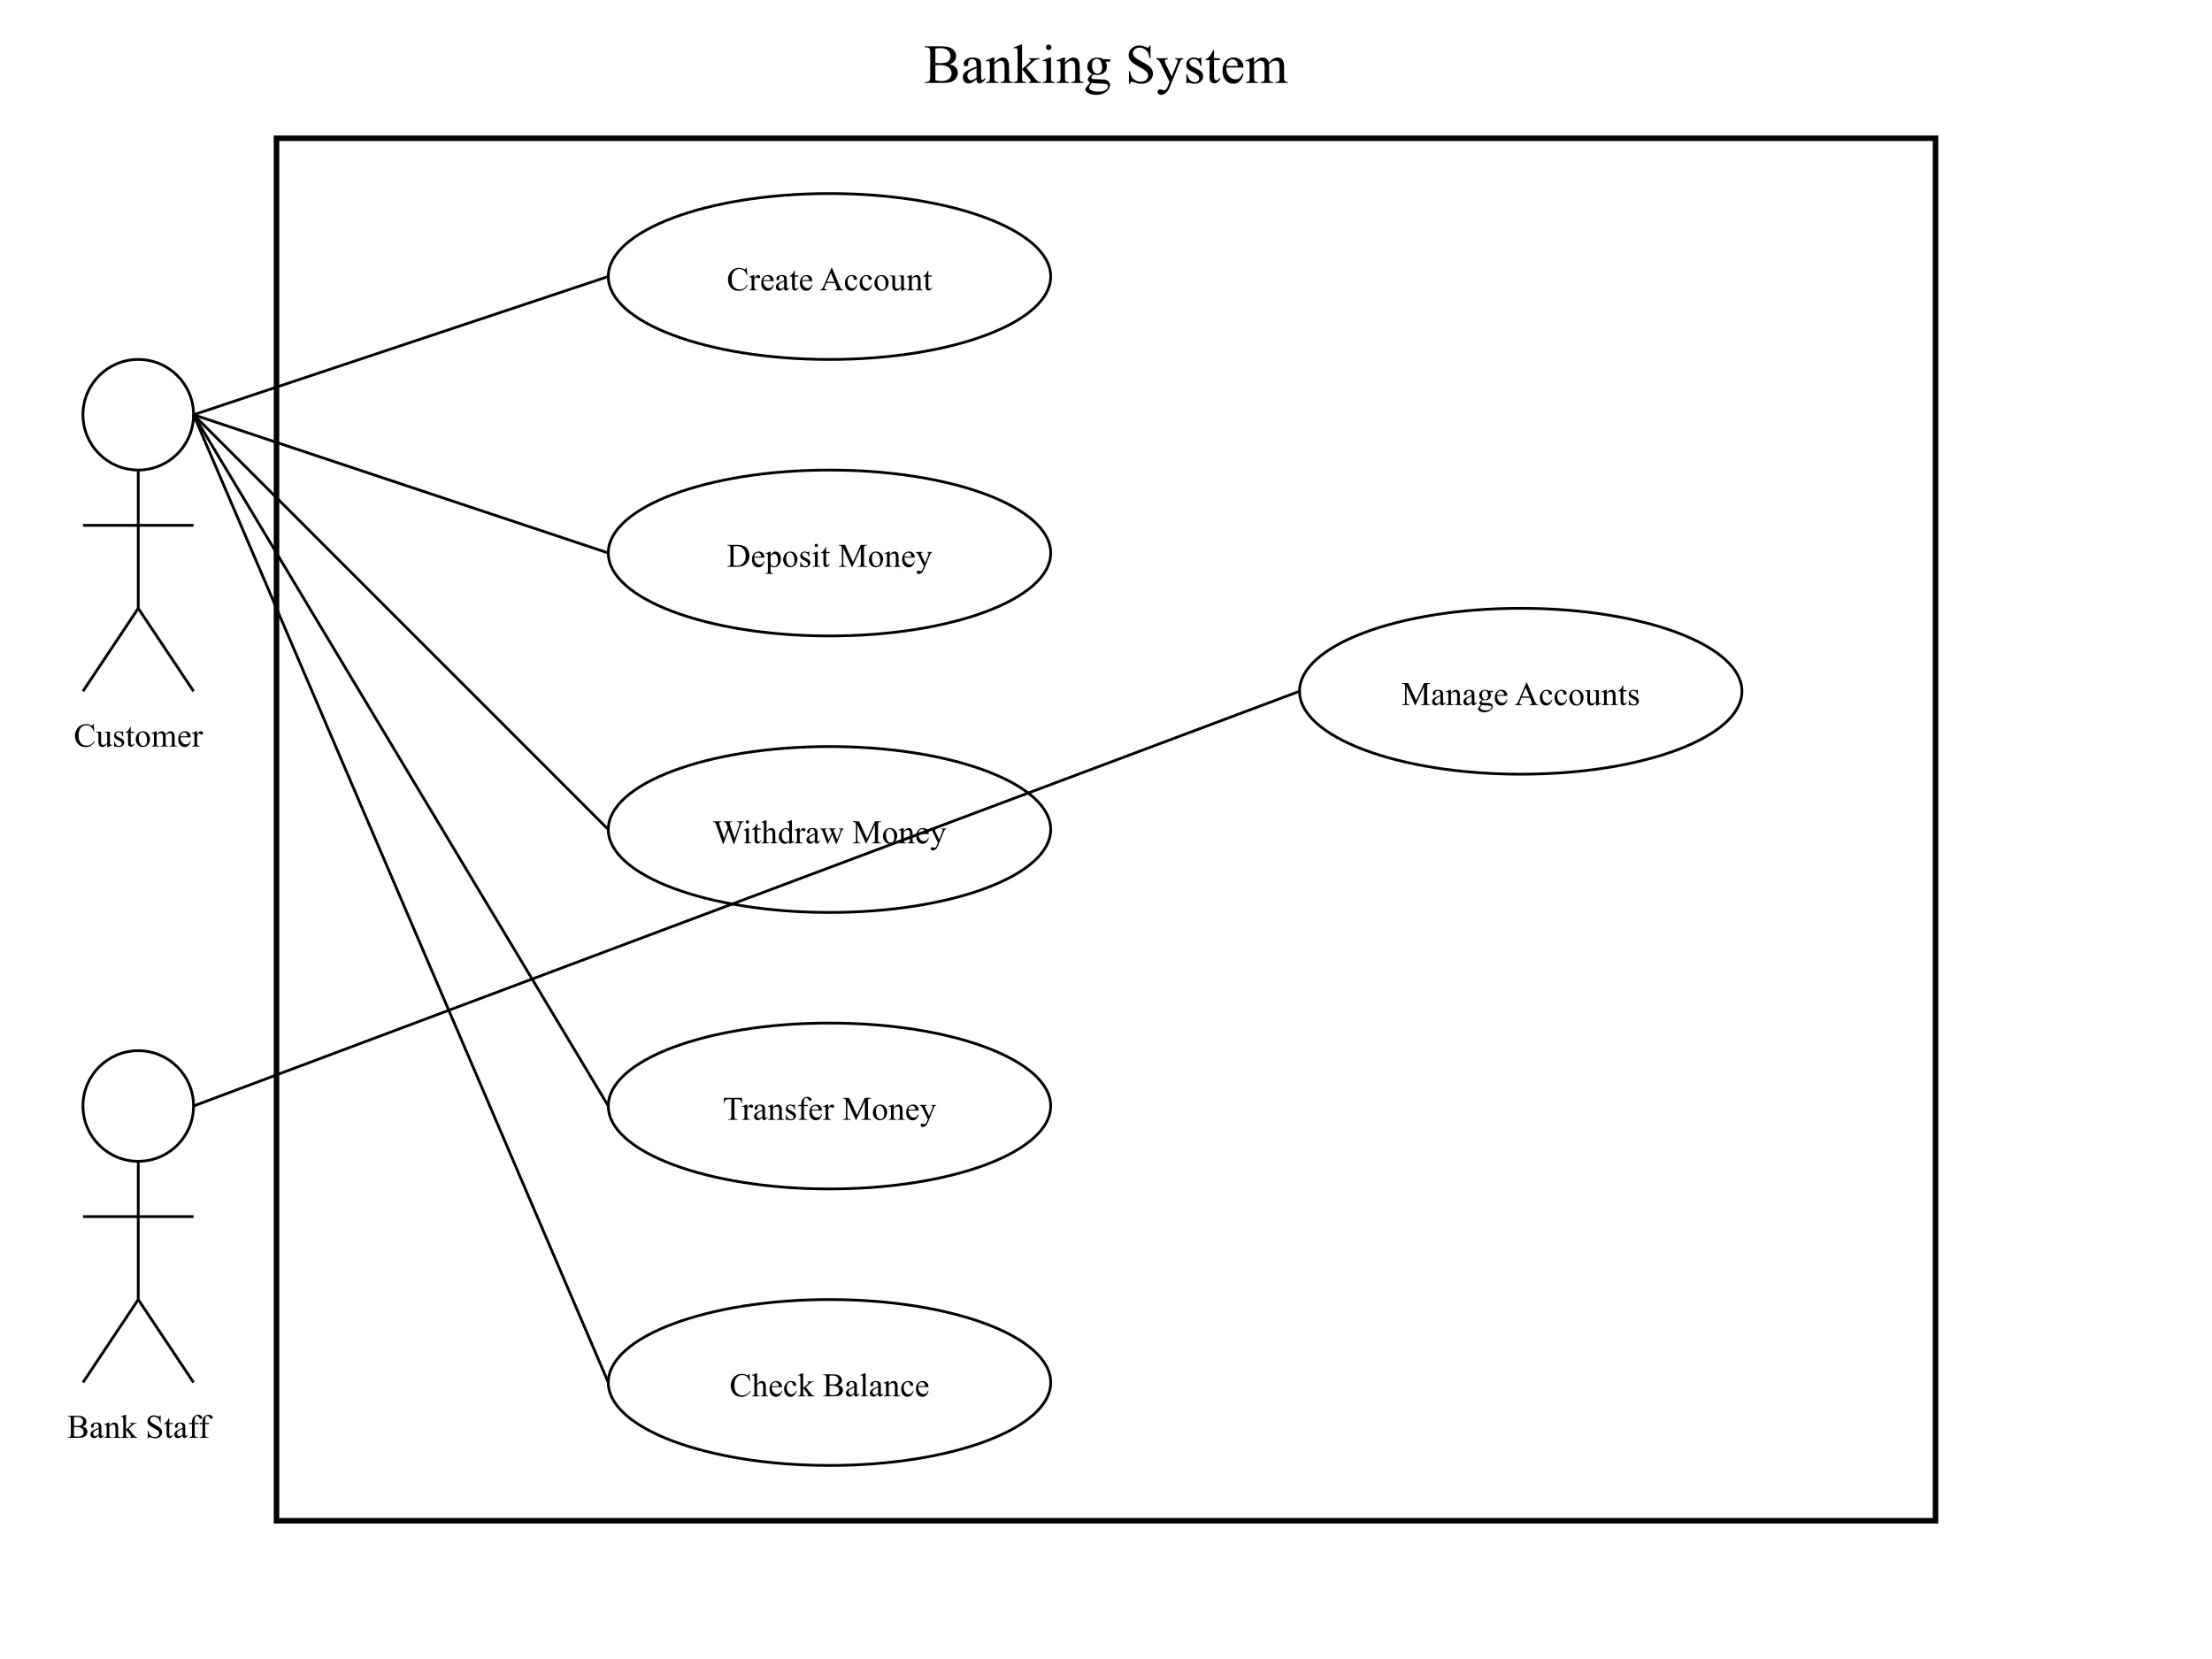 Banking System
Create Account
Deposit Money
Manage Accounts
Customer
Withdraw Money
Transfer Money
Check Balance
Bank Staff